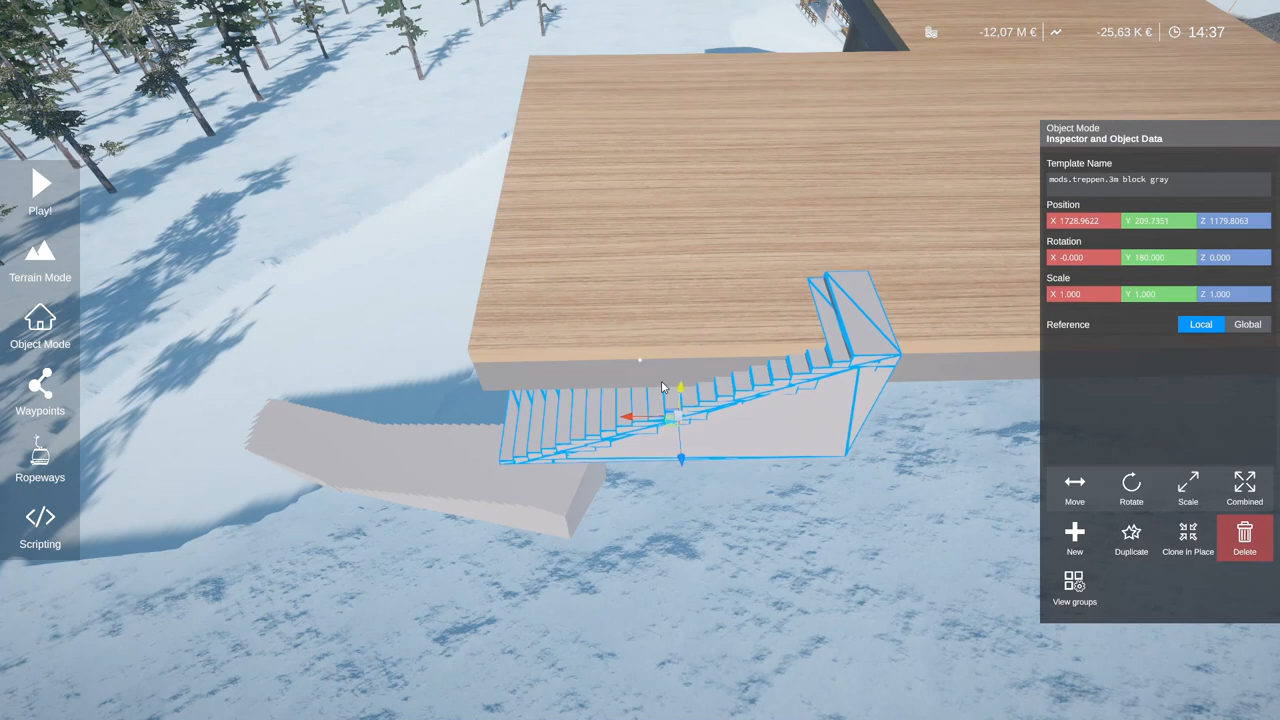 -12,07 M €
-25,63 K €
14:37
Play!
Terrain Mode
Object Mode
Waypoints
Ropeways
Scripting
Object Mode
Inspector and Object Data
Template Name
mods.treppen.3m block gray
Position
X 1728.9622
Y 209.7351
Z 1179.8063
Rotation
X -0.000
Y 180.000
Z 0.000
Scale
X 1.000
Y 1.000
Z 1.000
Reference
Local
Global
Move
Rotate
Scale
Combined
New
Duplicate
Clone in Place
Delete
View groups